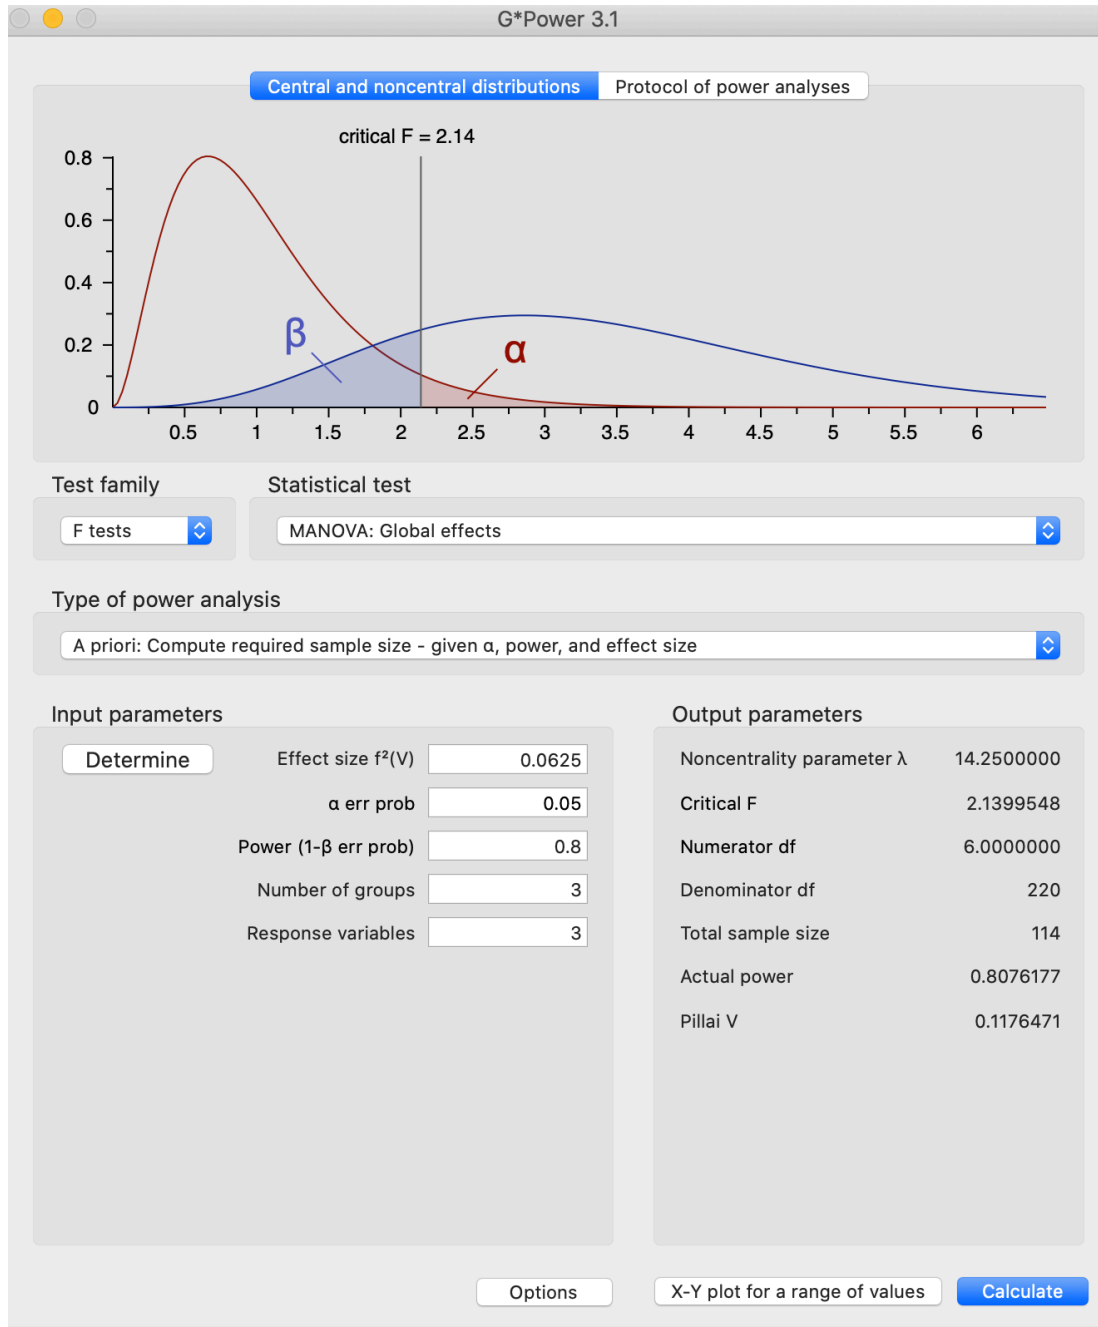 G*Power 3.1
Central and noncentral distributions Protocol of power analyses
critical F = 2.14
0.8
0.6
0.4
0.2
0
β
α
0.5 1 1.5 2 2.5 3 3.5 4 4.5 5 5.5 6
Test family Statistical test
F tests MANOVA: Global effects
Type of power analysis
A priori: Compute required sample size - given α, power, and effect size
Input parameters
Determine Effect size f²(V) 0.0625
α err prob 0.05
Power (1-β err prob) 0.8
Number of groups 3
Response variables 3
Output parameters
Noncentrality parameter λ 14.2500000
Critical F 2.1399548
Numerator df 6.0000000
Denominator df 220
Total sample size 114
Actual power 0.8076177
Pillai V 0.1176471
Options X-Y plot for a range of values Calculate